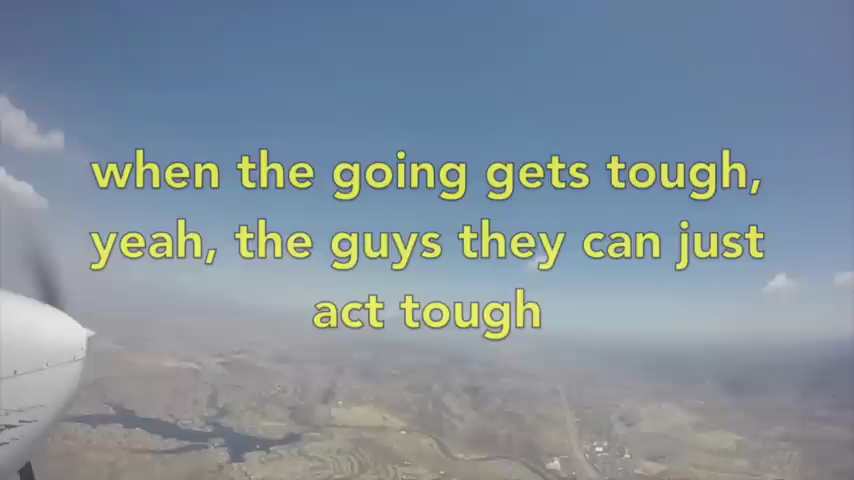 when the going gets tough,
yeah, the guys they can just
act tough